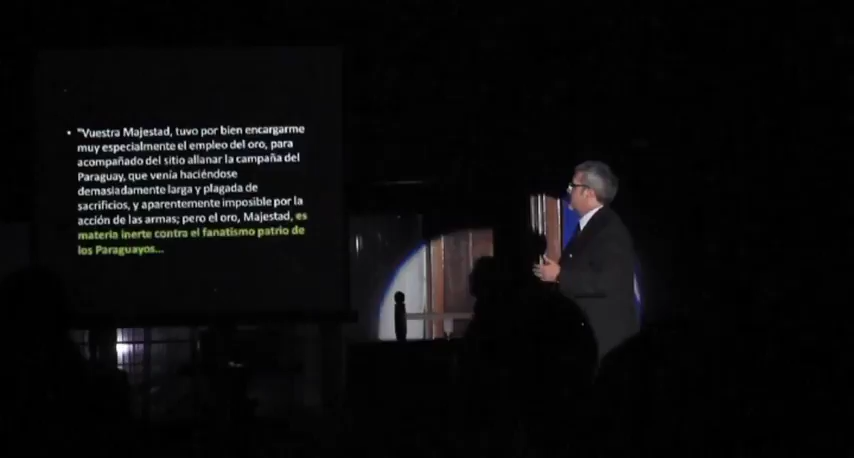 • "Vuestra Majestad, tuvo por bien encargarme
muy especialmente el empleo del oro, para
acompañado del sitio allanar la campaña del
Paraguay, que venía haciéndose
demasiadamente larga y plagada de
sacrificios, y aparentemente imposible por la
acción de las armas; pero el oro, Majestad, es
materia inerte contra el fanatismo patrio de
los Paraguayos...